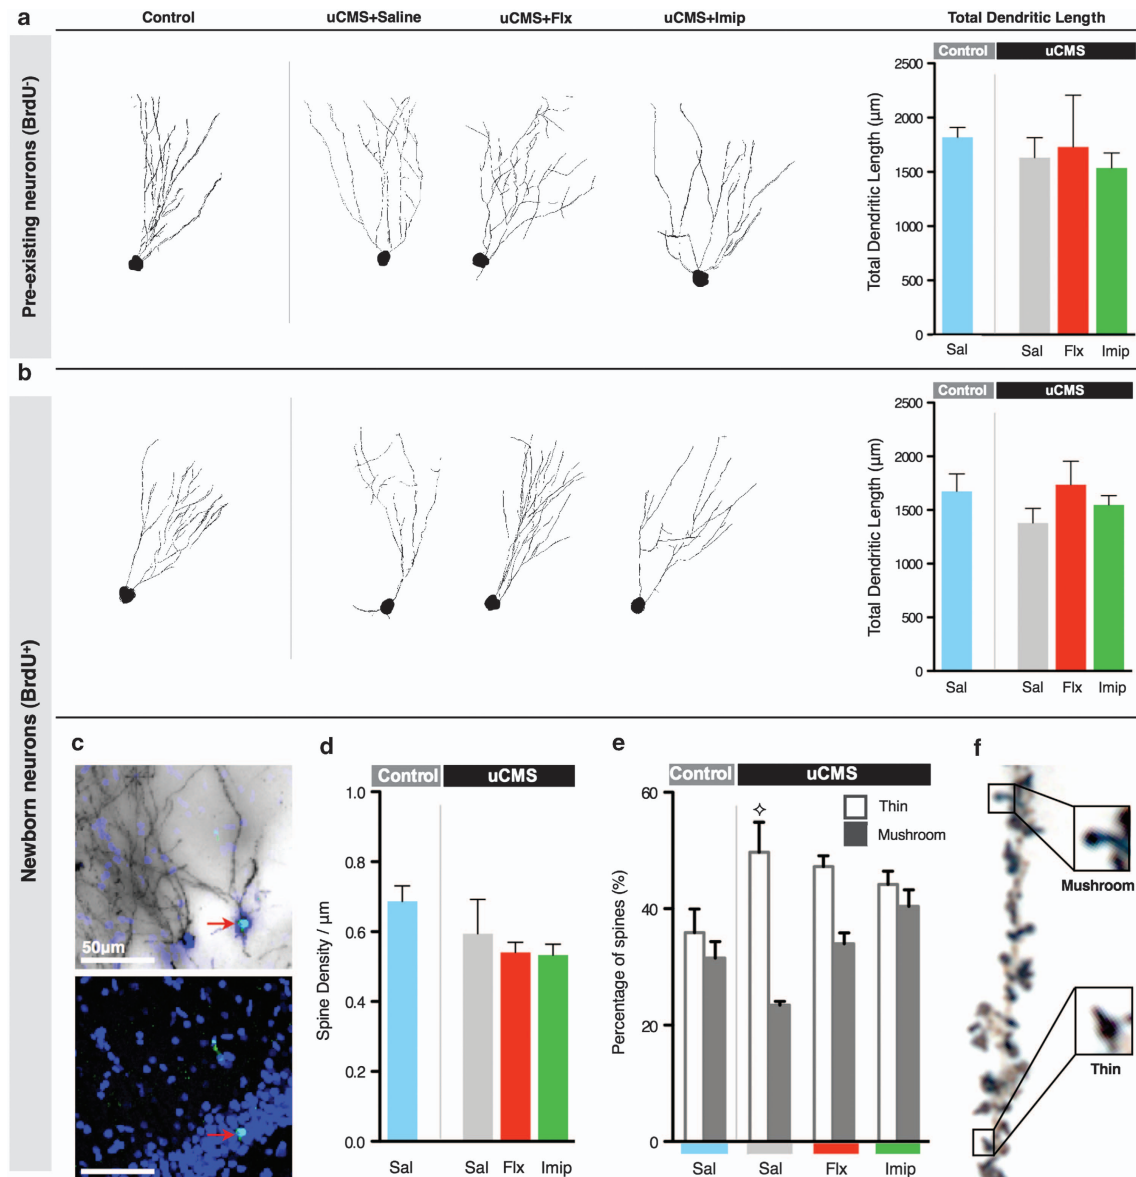 a
Control
uCMS+Saline
uCMS+Flx
uCMS+Imip
Total Dendritic Length
Pre-existing neurons (BrdU-)
Control
uCMS
Total Dendritic Length (µm)
2500
2000
1500
1000
500
0
Sal
Sal
Flx
Imip
b
Newborn neurons (BrdU+)
Control
uCMS
Total Dendritic Length (µm)
2500
2000
1500
1000
500
0
Sal
Sal
Flx
Imip
c
50µm
d
Control
uCMS
Spine Density / µm
1.0
0.8
0.6
0.4
0.2
0.0
Sal
Sal
Flx
Imip
e
Control
uCMS
Thin
Mushroom
Percentage of spines (%)
60
40
20
0
Sal
Sal
Flx
Imip
f
Mushroom
Thin